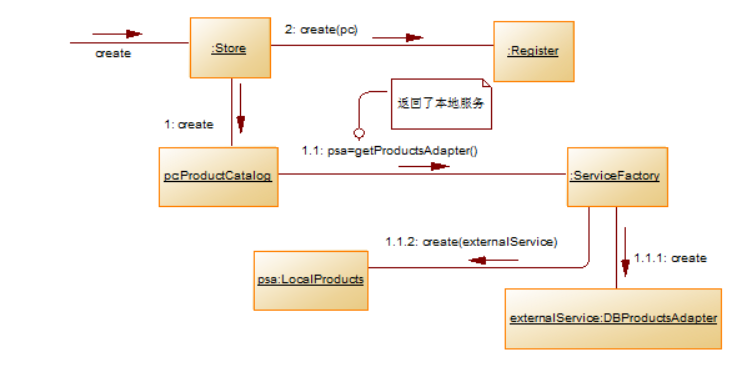 2: create(pc)
create
:Store
:Register
返回了本地服务
1: create
1.1: psa=getProductsAdapter()
pcProductCatalog
:ServiceFactory
1.1.2: create(externalService)
1.1.1: create
psa:LocalProducts
externalService:DBProductsAdapter